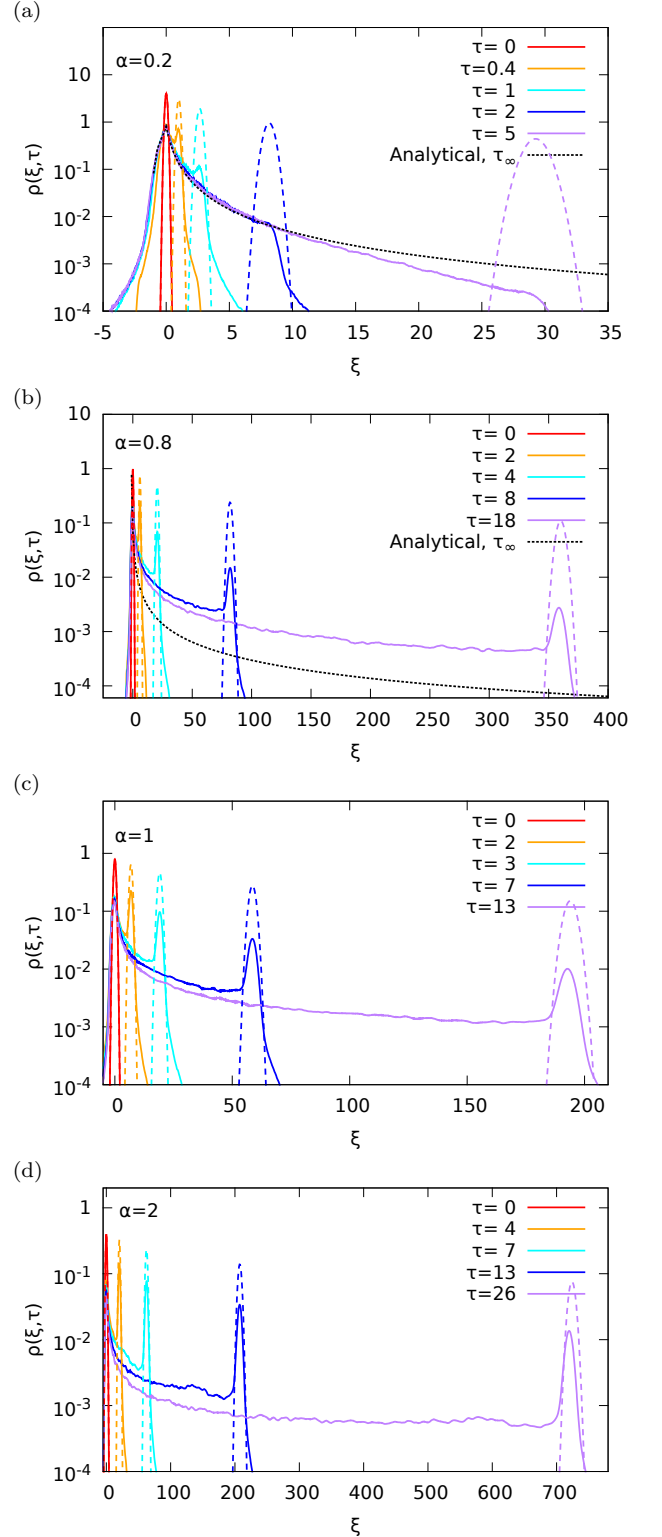 (a)
α=0.2
τ= 0
τ=0.4
τ= 1
τ= 2
τ= 5
Analytical, τ∞
10
1
10-1
10-2
10-3
10-4
ρ(ξ,τ)
-5 0 5 10 15 20 25 30 35
ξ
(b)
α=0.8
τ= 0
τ= 2
τ= 4
τ= 8
τ=18
Analytical, τ∞
10
1
10-1
10-2
10-3
10-4
ρ(ξ,τ)
0 50 100 150 200 250 300 350 400
ξ
(c)
α=1
τ= 0
τ= 2
τ= 3
τ= 7
τ=13
1
10-1
10-2
10-3
10-4
ρ(ξ,τ)
0 50 100 150 200
ξ
(d)
α=2
τ= 0
τ= 4
τ= 7
τ=13
τ=26
1
10-1
10-2
10-3
10-4
ρ(ξ,τ)
0 100 200 300 400 500 600 700
ξ